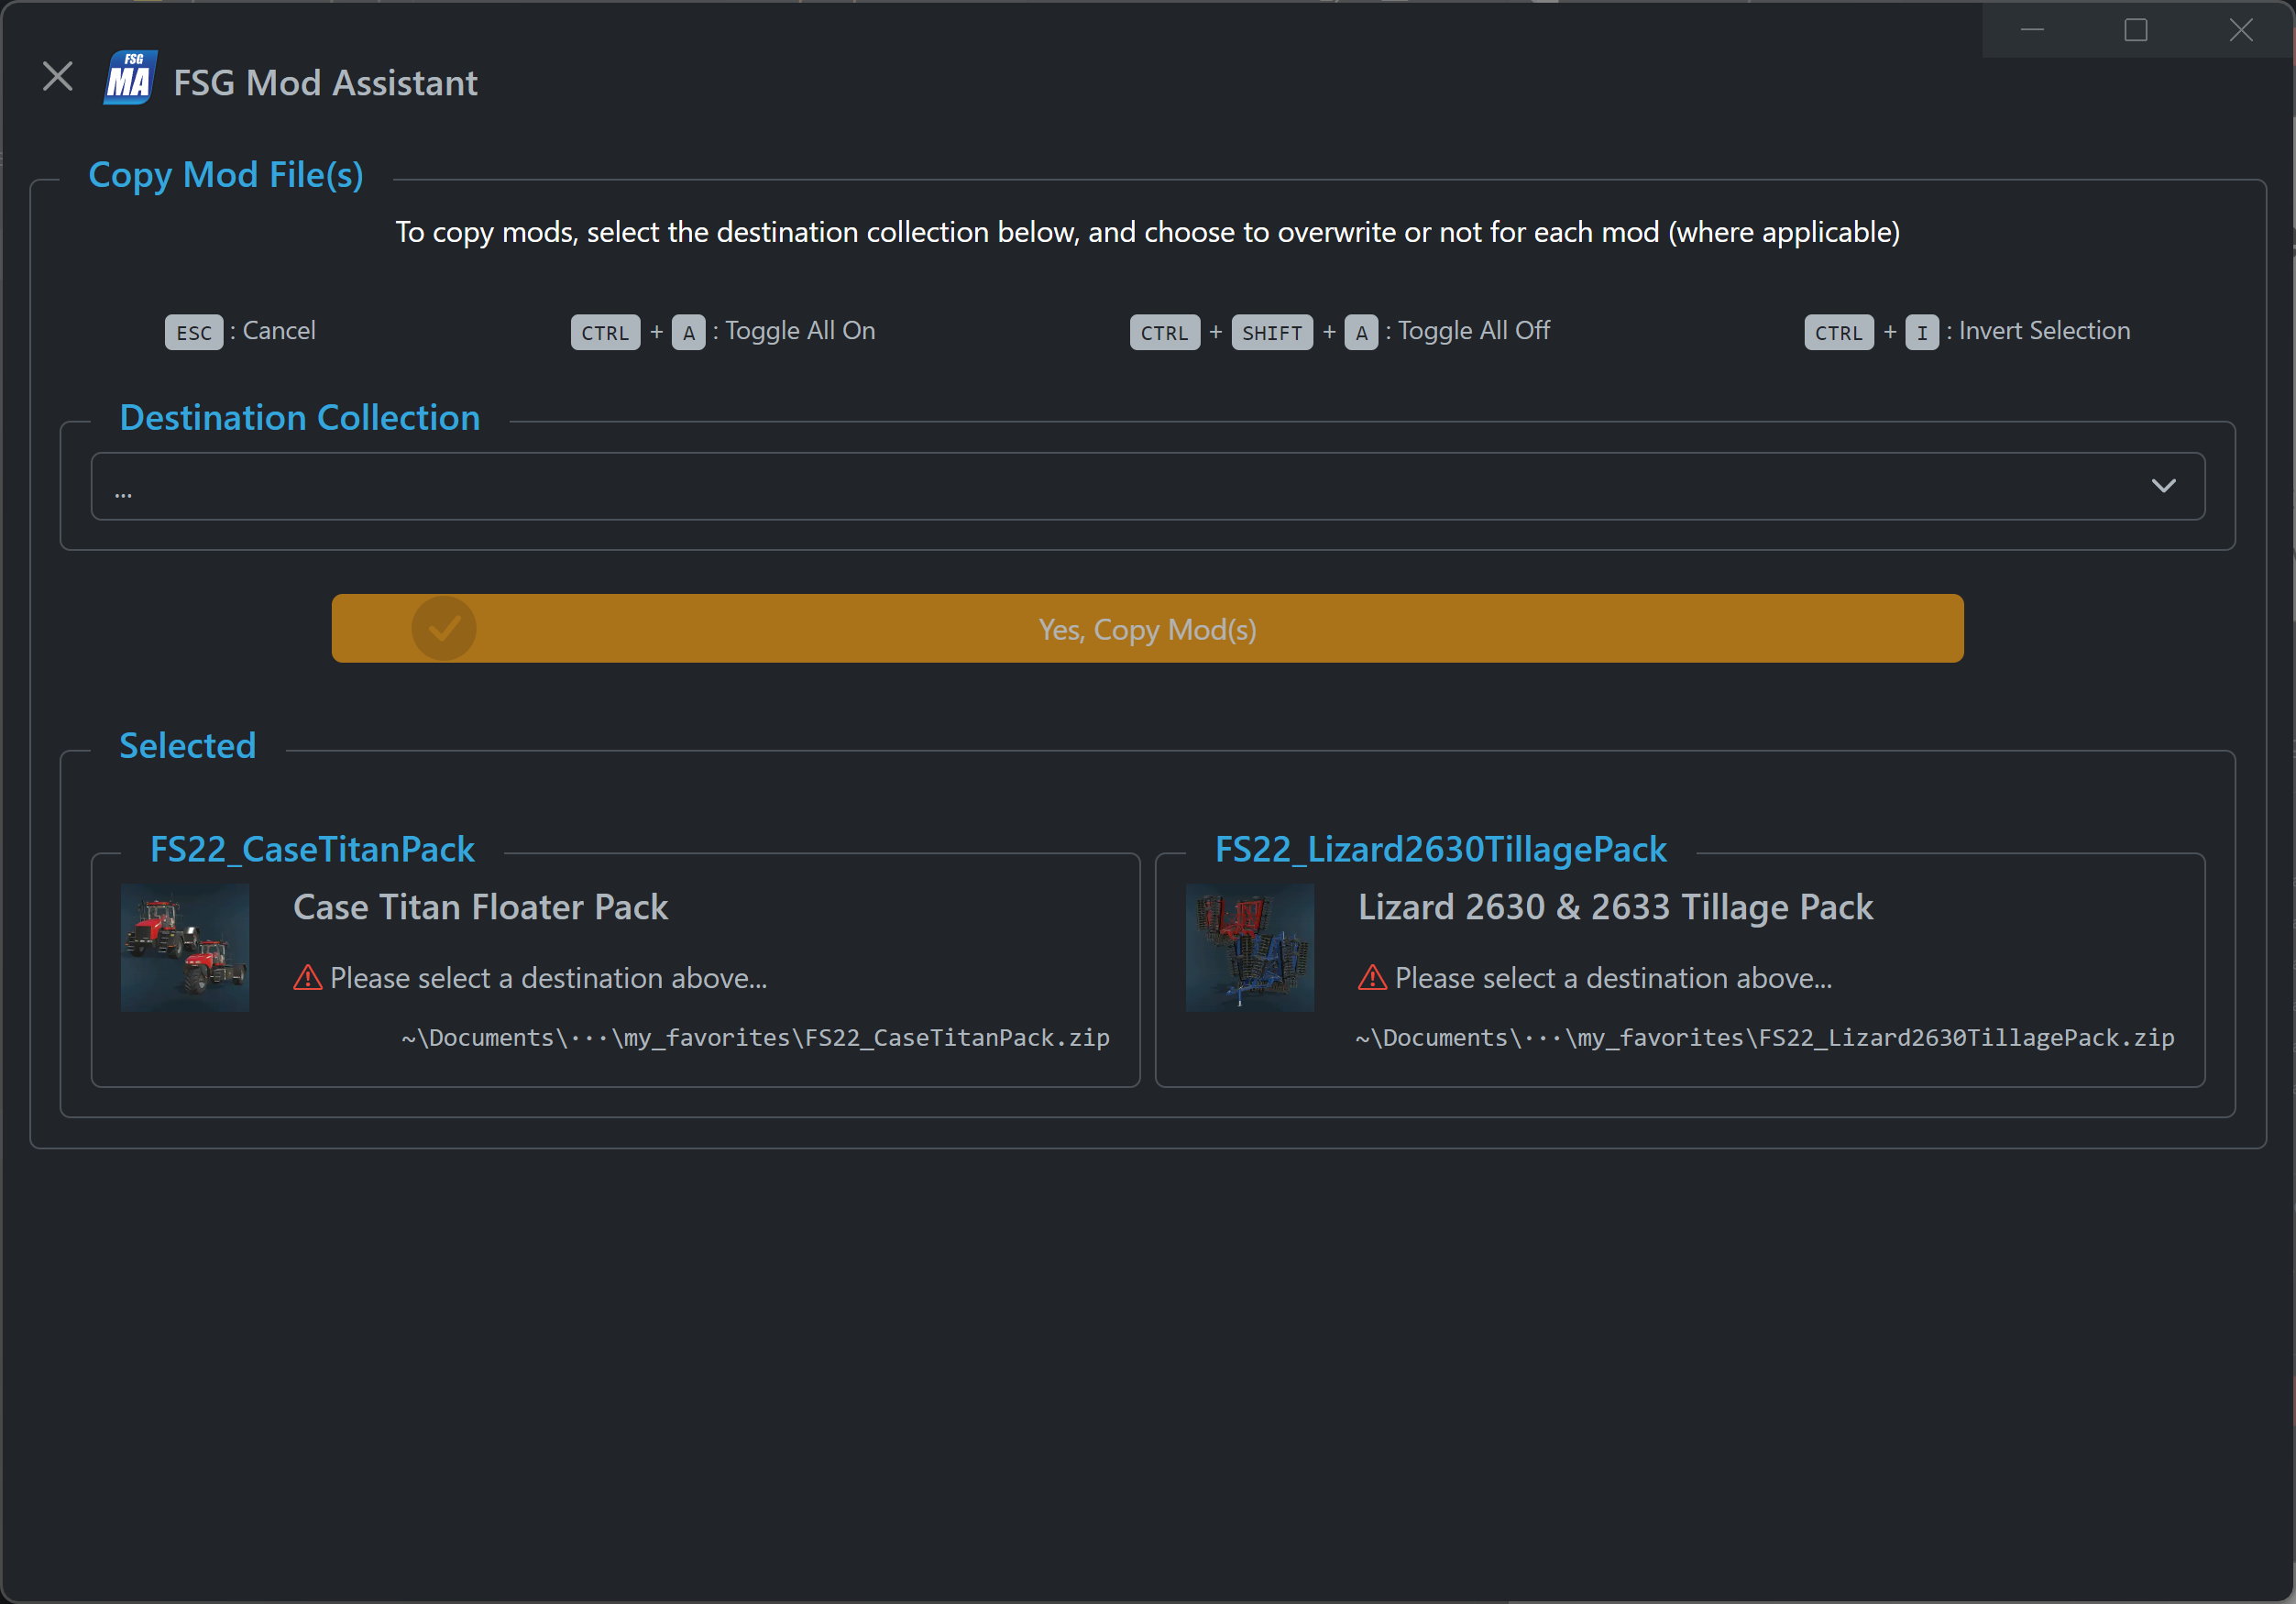 FSG
MA
FSG Mod Assistant
Copy Mod File(s)
To copy mods, select the destination collection below, and choose to overwrite or not for each mod (where applicable)
ESC : Cancel
CTRL + A : Toggle All On
CTRL + SHIFT + A : Toggle All Off
CTRL + I : Invert Selection
Destination Collection
...
Yes, Copy Mod(s)
Selected
FS22_CaseTitanPack
Case Titan Floater Pack
Please select a destination above...
~\Documents\···\my_favorites\FS22_CaseTitanPack.zip
FS22_Lizard2630TillagePack
Lizard 2630 & 2633 Tillage Pack
Please select a destination above...
~\Documents\···\my_favorites\FS22_Lizard2630TillagePack.zip